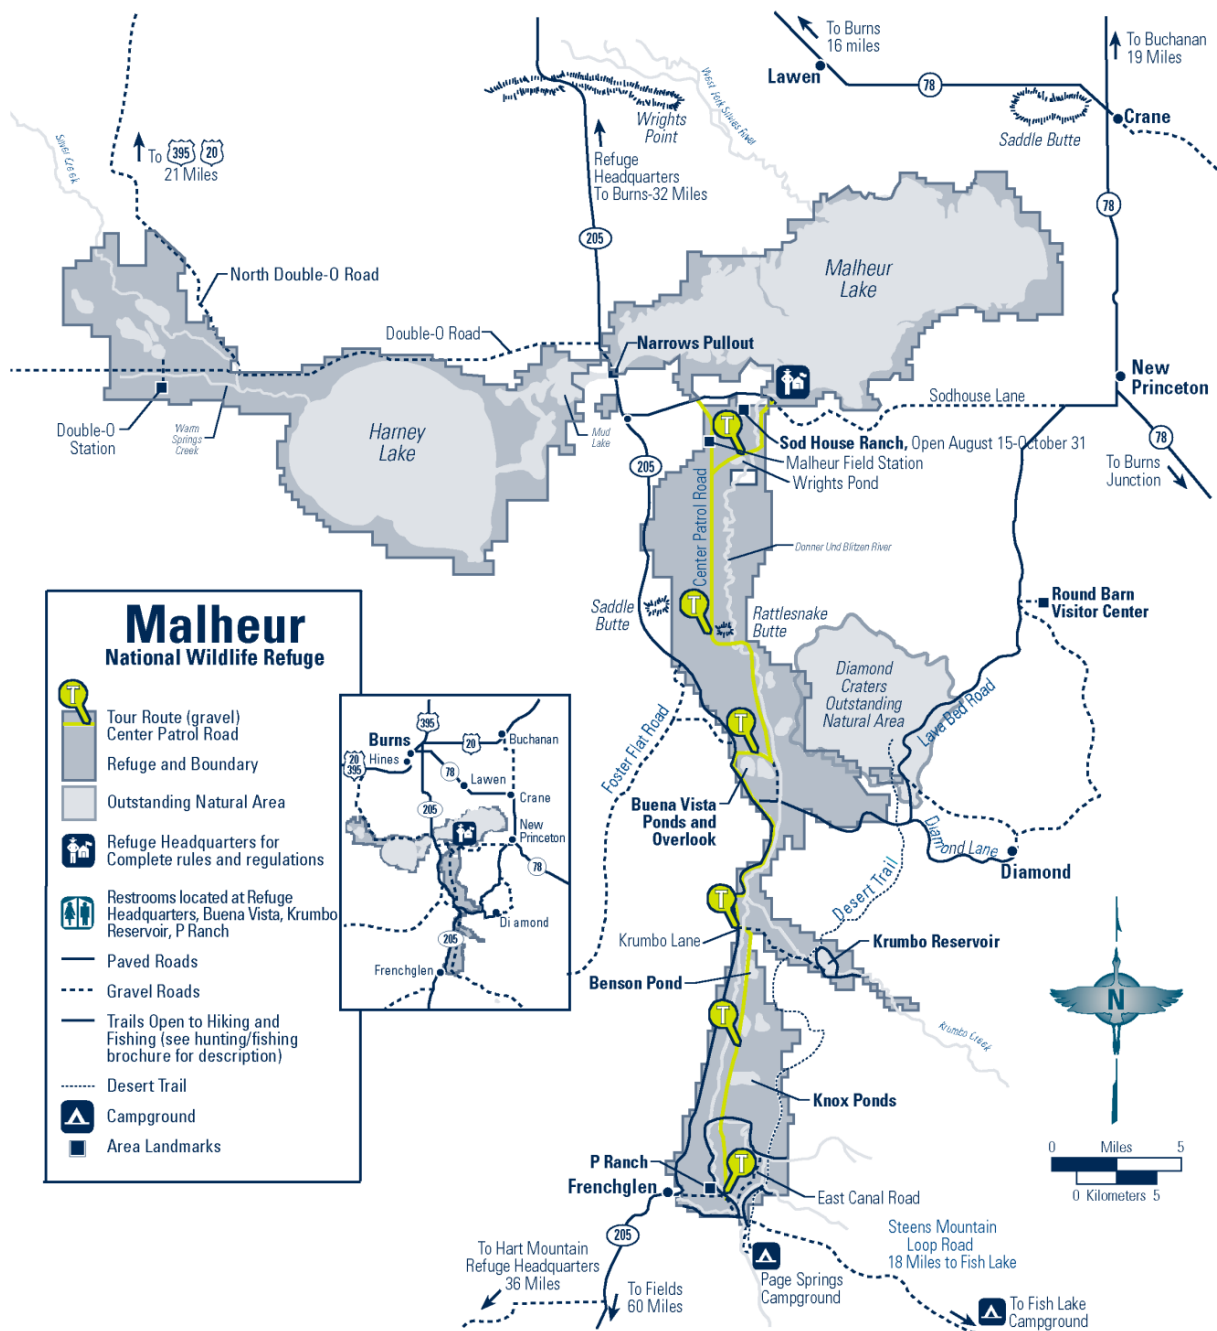 To Burns
16 miles
Lawen
78
To Buchanan
19 Miles
Saddle Butte
Crane
78
West Fork Silvies River
Wrights
Point
Silver Creek
To 395 20
21 Miles
Refuge
Headquarters
To Burns-32 Miles
205
North Double-O Road
Malheur
Lake
Double-O Road
Narrows Pullout
New
Princeton
Sodhouse Lane
Double-O
Station
Warm
Springs
Creek
Harney
Lake
Mud
Lake
T
Sod House Ranch, Open August 15-October 31
78
205
Malheur Field Station
To Burns
Junction
Wrights Pond
Center Patrol Road
Donner Und Blitzen River
Malheur
National Wildlife Refuge
T
Tour Route (gravel)
Center Patrol Road
Refuge and Boundary
Outstanding Natural Area
Refuge Headquarters for
Complete rules and regulations
Restrooms located at Refuge
Headquarters, Buena Vista, Krumbo
Reservoir, P Ranch
Paved Roads
Gravel Roads
Trails Open to Hiking and
Fishing (see hunting/fishing
brochure for description)
Desert Trail
Campground
Area Landmarks
395
Burns
20
Buchanan
20
395
Hines
78
Lawen
205
Crane
New
Princeton
78
Diamond
205
Frenchglen
Saddle
Butte
T
Rattlesnake
Butte
Round Barn
Visitor Center
Diamond
Craters
Outstanding
Natural Area
Foster Flat Road
T
Lava Bed Road
Buena Vista
Ponds and
Overlook
Diamond Lane
Diamond
Desert Trail
T
Krumbo Lane
Krumbo Reservoir
Benson Pond
N
T
Krumbo Creek
Knox Ponds
0 Miles 5
0 Kilometers 5
P Ranch
T
Frenchglen
East Canal Road
205
Steens Mountain
Loop Road
18 Miles to Fish Lake
To Hart Mountain
Refuge Headquarters
36 Miles
To Fields
60 Miles
Page Springs
Campground
To Fish Lake
Campground